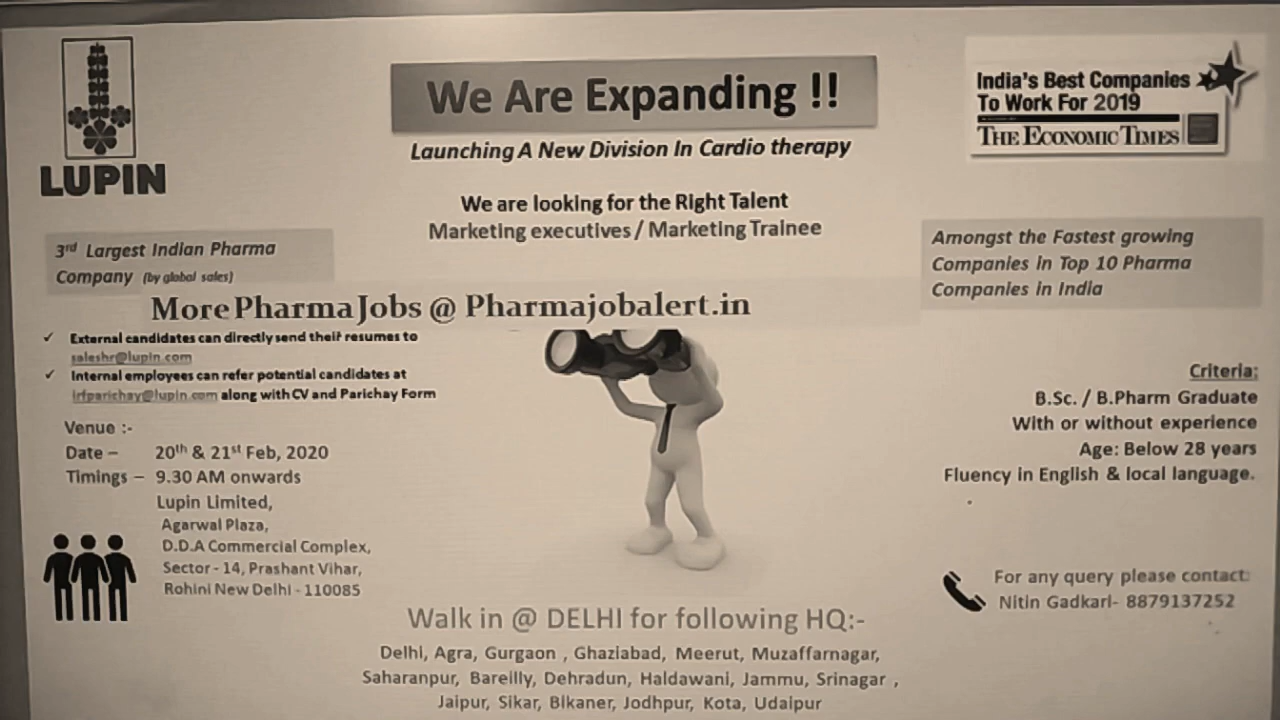 LUPIN
We Are Expanding !!
Launching A New Division In Cardio therapy
India's Best Companies
To Work For 2019
THE ECONOMIC TIMES
We are looking for the Right Talent
Marketing executives / Marketing Trainee
3rd Largest Indian Pharma
Company (by global sales)
Amongst the Fastest growing
Companies in Top 10 Pharma
Companies in India
More Pharma Jobs @ Pharmajobalert.in
✓ External candidates can directly send their resumes to
saleshr@lupin.com
✓ Internal employees can refer potential candidates at
irfparichay@lupin.com along with CV and Parichay Form
Venue :-
Date – 20th & 21st Feb, 2020
Timings – 9.30 AM onwards
Lupin Limited,
Agarwal Plaza,
D.D.A Commercial Complex,
Sector - 14, Prashant Vihar,
Rohini New Delhi - 110085
Criteria:
B.Sc. / B.Pharm Graduate
With or without experience
Age: Below 28 years
Fluency in English & local language.
For any query please contact:
Nitin Gadkari- 8879137252
Walk in @ DELHI for following HQ:-
Delhi, Agra, Gurgaon , Ghaziabad, Meerut, Muzaffarnagar,
Saharanpur, Bareilly, Dehradun, Haldawani, Jammu, Srinagar ,
Jaipur, Sikar, Bikaner, Jodhpur, Kota, Udaipur